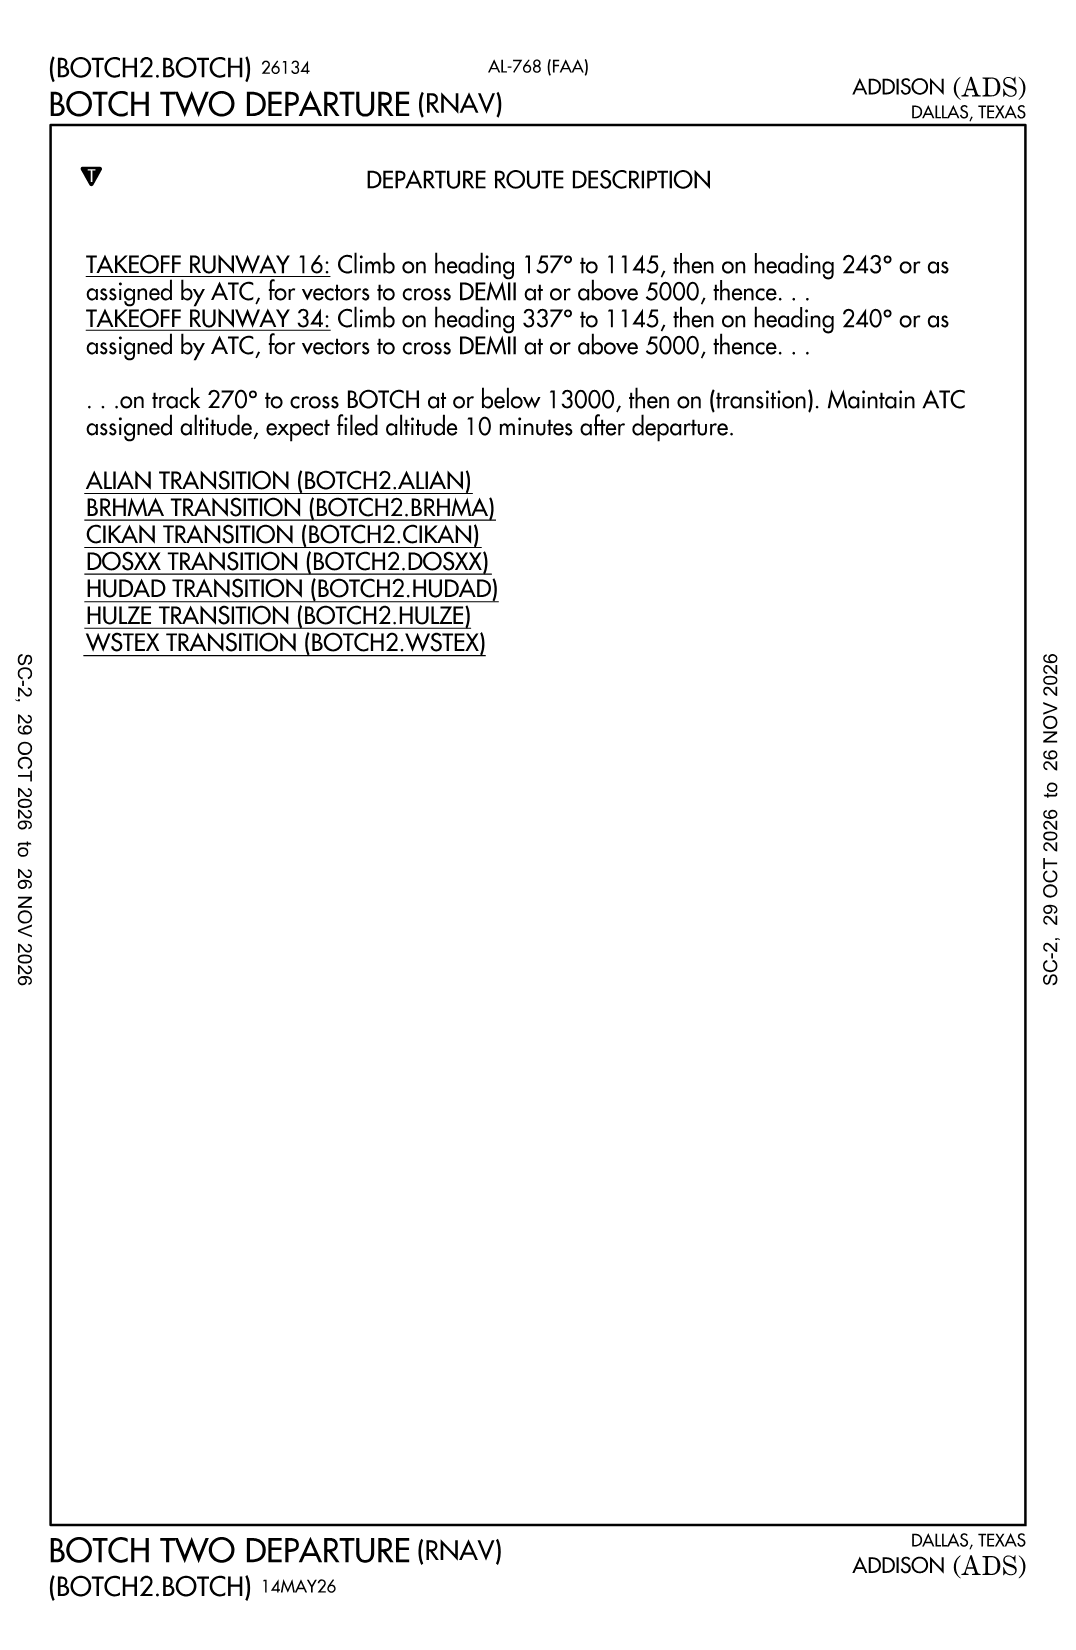 (BOTCH2.BOTCH) 26134
AL-768 (FAA)
BOTCH TWO DEPARTURE (RNAV)
ADDISON (ADS)
DALLAS, TEXAS
T
DEPARTURE ROUTE DESCRIPTION
TAKEOFF RUNWAY 16: Climb on heading 157° to 1145, then on heading 243° or as
assigned by ATC, for vectors to cross DEMII at or above 5000, thence. . .
TAKEOFF RUNWAY 34: Climb on heading 337° to 1145, then on heading 240° or as
assigned by ATC, for vectors to cross DEMII at or above 5000, thence. . .
. . .on track 270° to cross BOTCH at or below 13000, then on (transition). Maintain ATC
assigned altitude, expect filed altitude 10 minutes after departure.
ALIAN TRANSITION (BOTCH2.ALIAN)
BRHMA TRANSITION (BOTCH2.BRHMA)
CIKAN TRANSITION (BOTCH2.CIKAN)
DOSXX TRANSITION (BOTCH2.DOSXX)
HUDAD TRANSITION (BOTCH2.HUDAD)
HULZE TRANSITION (BOTCH2.HULZE)
WSTEX TRANSITION (BOTCH2.WSTEX)
SC-2, 29 OCT 2026 to 26 NOV 2026
SC-2, 29 OCT 2026 to 26 NOV 2026
BOTCH TWO DEPARTURE (RNAV)
(BOTCH2.BOTCH) 14MAY26
DALLAS, TEXAS
ADDISON (ADS)